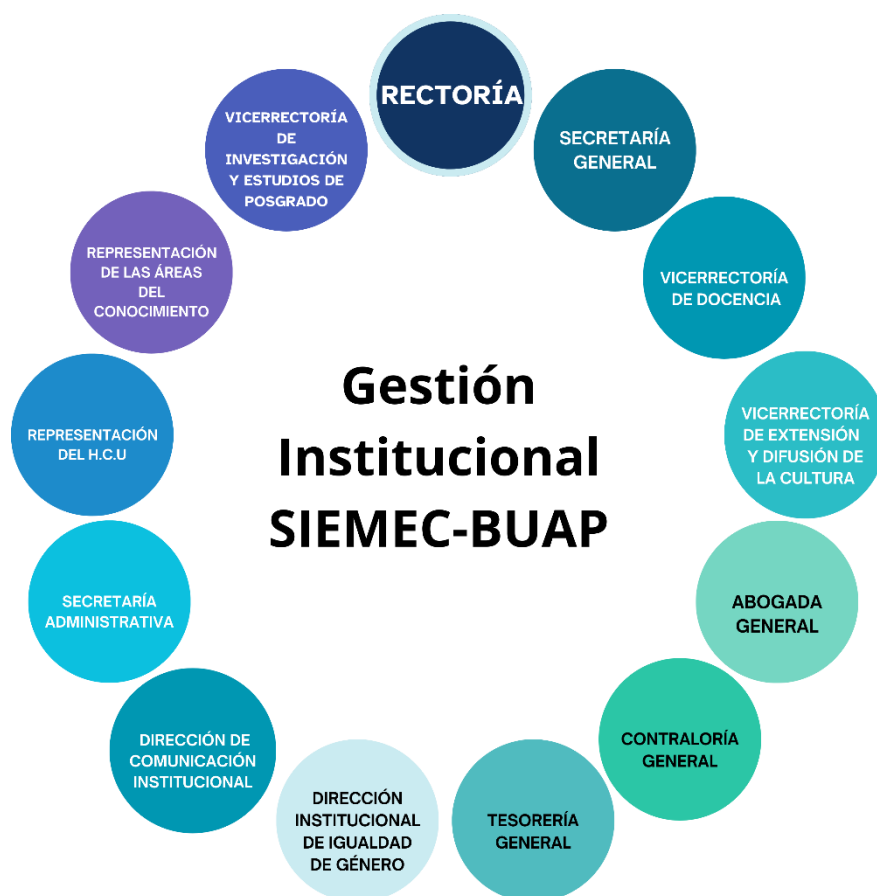 RECTORÍA
SECRETARÍA
GENERAL
VICERRECTORÍA
DE DOCENCIA
VICERRECTORÍA
DE EXTENSIÓN
Y DIFUSIÓN DE
LA CULTURA
ABOGADA
GENERAL
CONTRALORÍA
GENERAL
TESORERÍA
GENERAL
DIRECCIÓN
INSTITUCIONAL
DE IGUALDAD
DE GÉNERO
DIRECCIÓN DE
COMUNICACIÓN
INSTITUCIONAL
SECRETARÍA
ADMINISTRATIVA
REPRESENTACIÓN
DEL H.C.U
REPRESENTACIÓN
DE LAS ÁREAS
DEL
CONOCIMIENTO
VICERRECTORÍA
DE
INVESTIGACIÓN
Y ESTUDIOS DE
POSGRADO
Gestión
Institucional
SIEMEC-BUAP